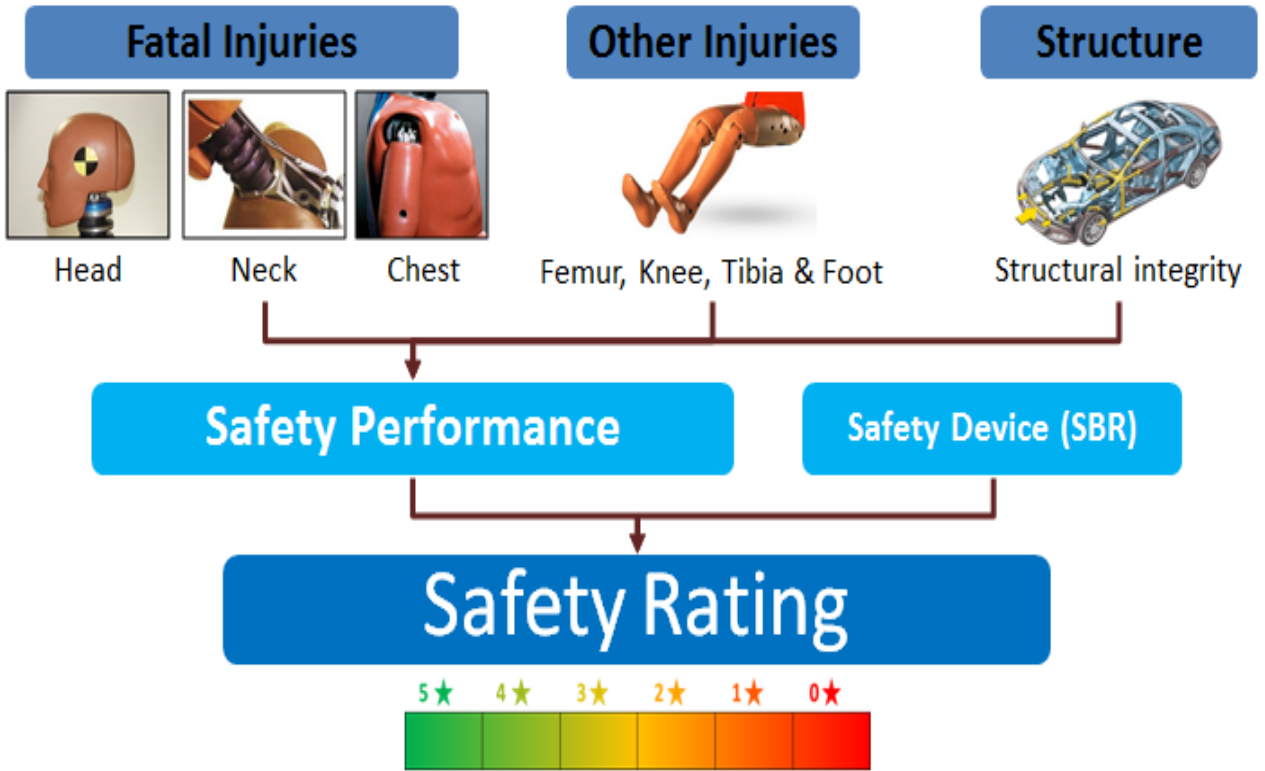 Fatal Injuries
Other Injuries
Structure
Head
Neck
Chest
Femur, Knee, Tibia & Foot
Structural integrity
Safety Performance
Safety Device (SBR)
Safety Rating
5★ 4★ 3★ 2★ 1★ 0★